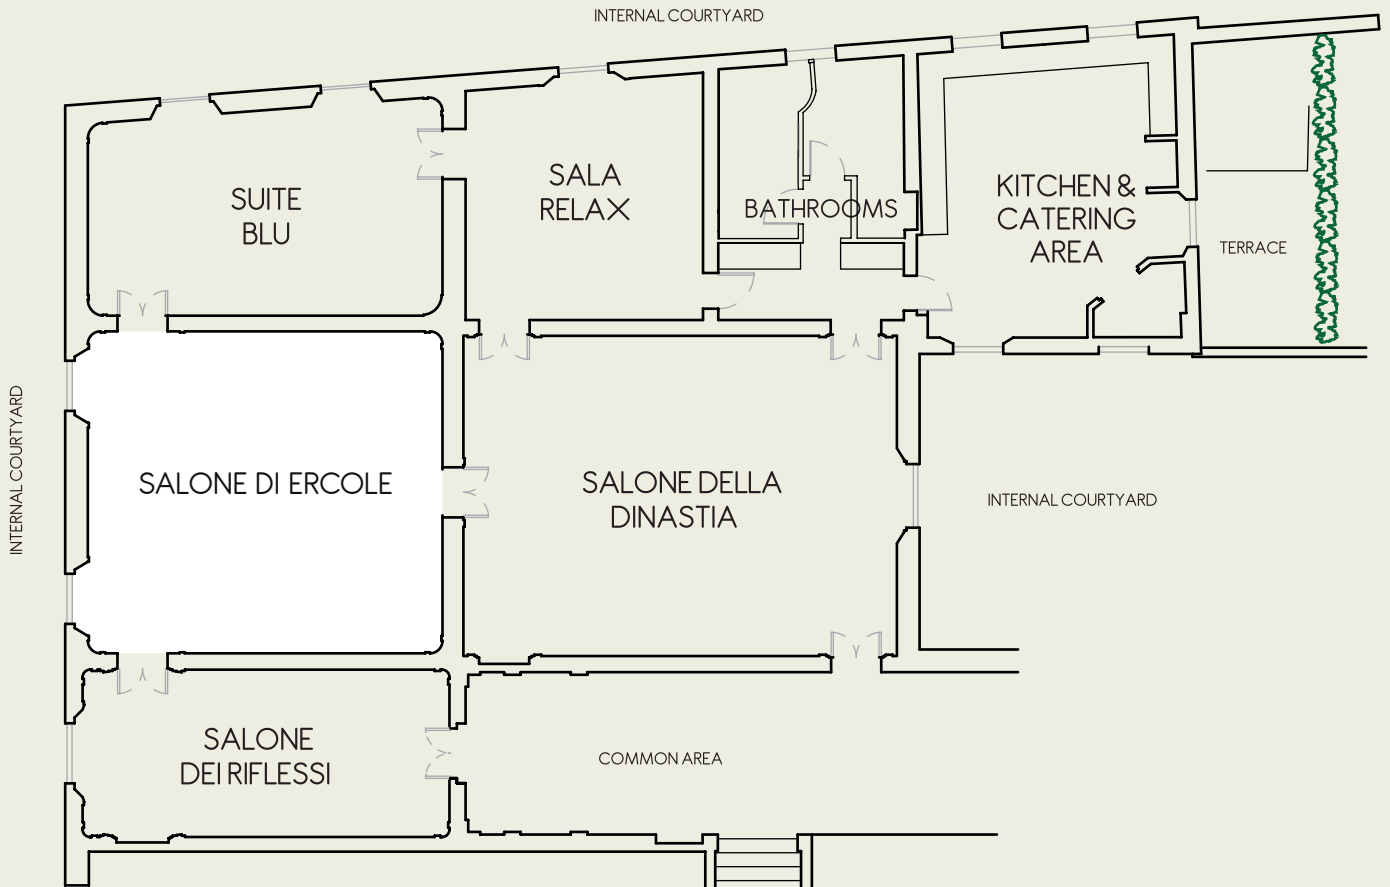 INTERNAL COURTYARD
SUITE
BLU
SALA
RELAX
BATHROOMS
KITCHEN &
CATERING
AREA
TERRACE
INTERNAL COURTYARD
SALONE DI ERCOLE
SALONE DELLA
DINASTIA
INTERNAL COURTYARD
SALONE
DEI RIFLESSI
COMMON AREA